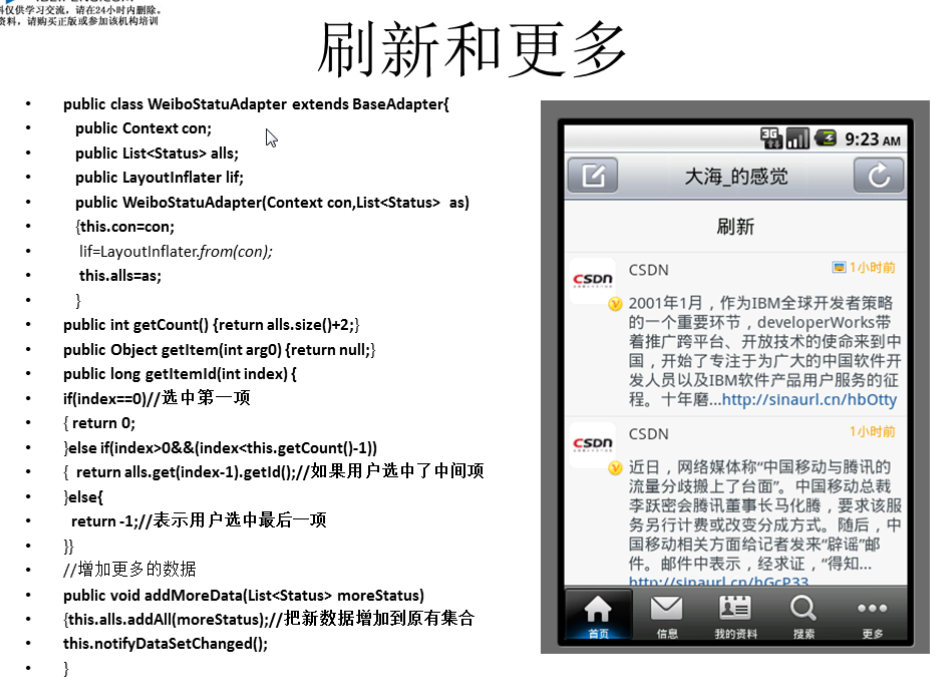 料仅供学习交流，请在24小时内删除。
资料，请购买正版或参加该机构培训
刷新和更多
• public class WeiboStatuAdapter extends BaseAdapter{
• public Context con;
• public List<Status> alls;
• public LayoutInflater lif;
• public WeiboStatuAdapter(Context con,List<Status> as)
• {this.con=con;
• lif=LayoutInflater.from(con);
• this.alls=as;
• }
• public int getCount() {return alls.size()+2;}
• public Object getItem(int arg0) {return null;}
• public long getItemId(int index) {
• if(index==0)//选中第一项
• { return 0;
• }else if(index>0&&(index<this.getCount()-1))
• { return alls.get(index-1).getId();//如果用户选中了中间项
• }else{
• return -1;//表示用户选中最后一项
• }}
• //增加更多的数据
• public void addMoreData(List<Status> moreStatus)
• {this.alls.addAll(moreStatus);//把新数据增加到原有集合
• this.notifyDataSetChanged();
• }
3G 9:23 AM
大海_的感觉
刷新
CSDN
CSDN 1小时前
2001年1月，作为IBM全球开发者策略
的一个重要环节，developerWorks带
着推广跨平台、开放技术的使命来到中
国，开始了专注于为广大的中国软件开
发人员以及IBM软件产品用户服务的征
程。十年磨...http://sinaurl.cn/hbOtty
CSDN
CSDN 1小时前
近日，网络媒体称“中国移动与腾讯的
流量分歧搬上了台面”。中国移动总裁
李跃密会腾讯董事长马化腾，要求该服
务另行计费或改变分成方式。随后，中
国移动相关方面给记者发来“辟谣”邮
件。邮件中表示，经求证，“得知...
http://sinaurl.cn/hGcP33
首页 信息 我的资料 搜索 更多